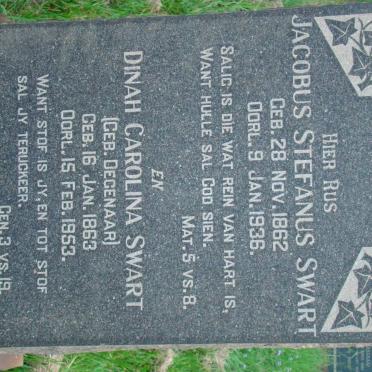 HIER RUS
JACOBUS STEFANUS SWART
GEB. 28 NOV. 1862
OORL. 9 JAN. 1936.
SALIG IS DIE WAT REIN VAN HART IS,
WANT HULLE SAL GOD SIEN.
MAT. 5 VS. 8.
EN
DINAH CAROLINA SWART
(GEB: DEGENAAR)
GEB. 16 JAN. 1863
OORL. 15 FEB. 1953.
WANT STOF IS JY, EN TOT STOF
SAL JY TERUGKEER.
GEN. 3 VS. 19.